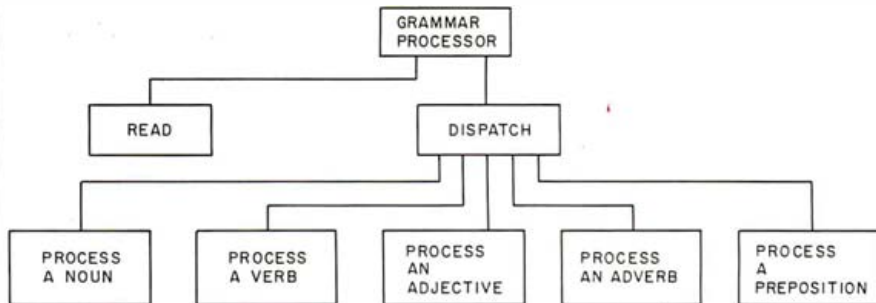 GRAMMAR
PROCESSOR
READ
DISPATCH
PROCESS
A NOUN
PROCESS
A VERB
PROCESS
AN
ADJECTIVE
PROCESS
AN ADVERB
PROCESS
A
PREPOSITION